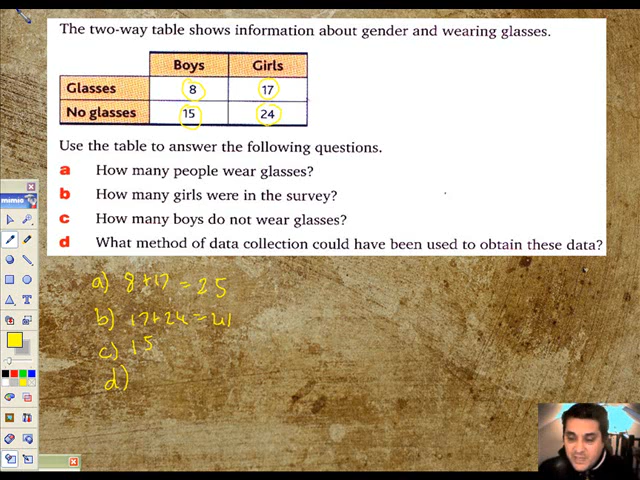 The two-way table shows information about gender and wearing glasses.
Boys Girls
Glasses 8 17
No glasses 15 24
Use the table to answer the following questions.
a How many people wear glasses?
b How many girls were in the survey?
c How many boys do not wear glasses?
d What method of data collection could have been used to obtain these data?
mimio
T
a) 8+17 = 25
b) 17+24 = 41
c) 15
d)